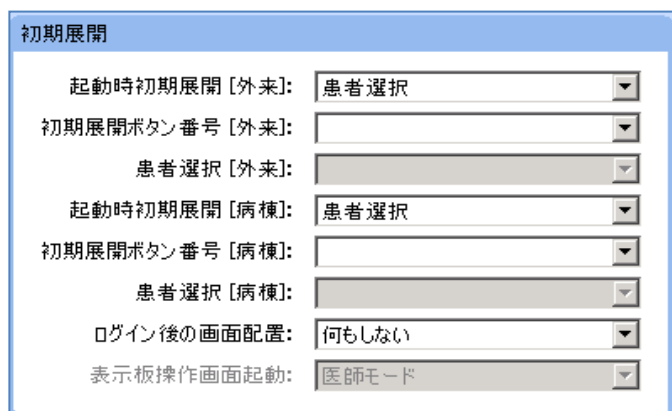 初期展開
起動時初期展開 [外来]: 患者選択
初期展開ボタン番号 [外来]:
患者選択 [外来]:
起動時初期展開 [病棟]: 患者選択
初期展開ボタン番号 [病棟]:
患者選択 [病棟]:
ログイン後の画面配置: 何もしない
表示板操作画面起動: 医師モード